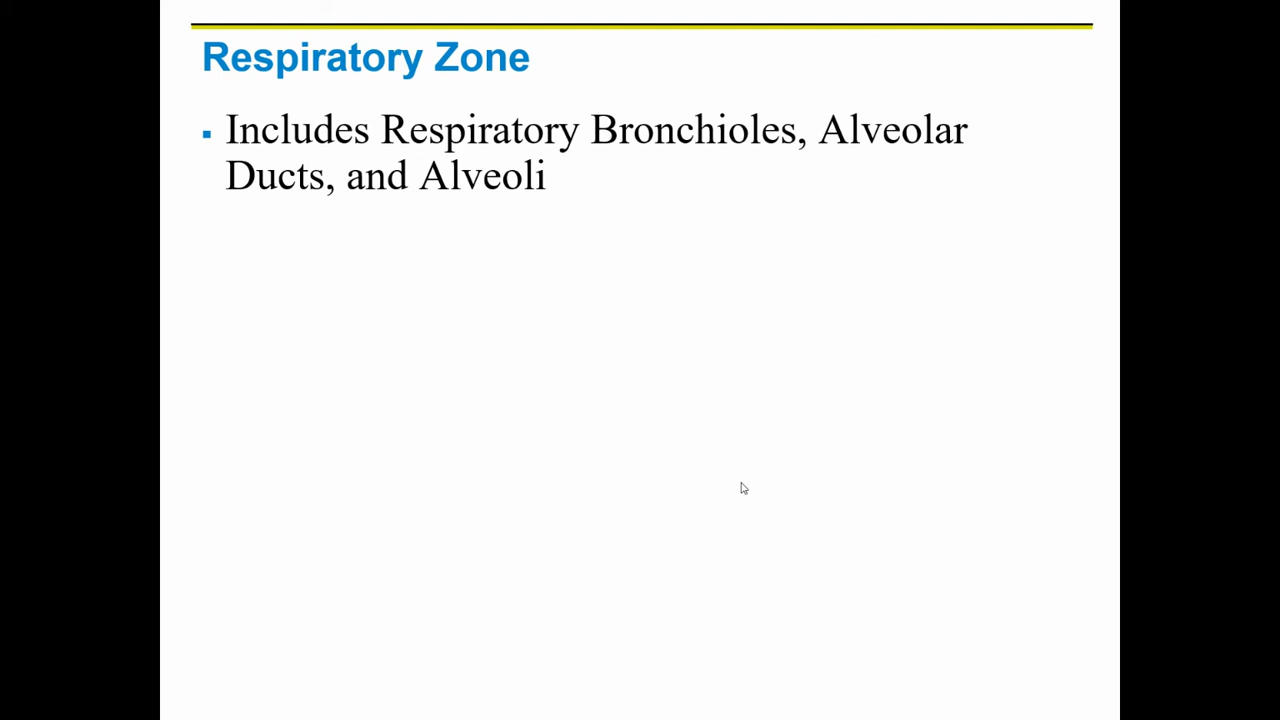 Respiratory Zone
▪ Includes Respiratory Bronchioles, Alveolar
Ducts, and Alveoli